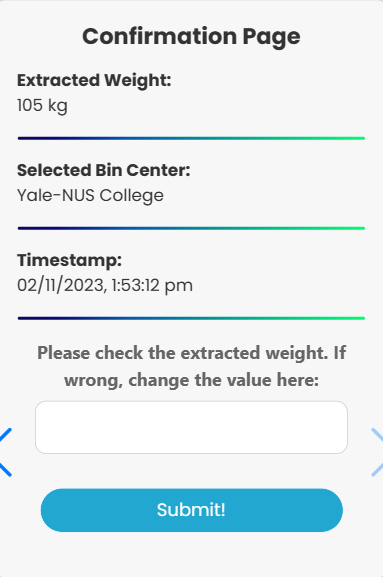 Confirmation Page
Extracted Weight:
105 kg
Selected Bin Center:
Yale-NUS College
Timestamp:
02/11/2023, 1:53:12 pm
Please check the extracted weight. If
wrong, change the value here:
Submit!